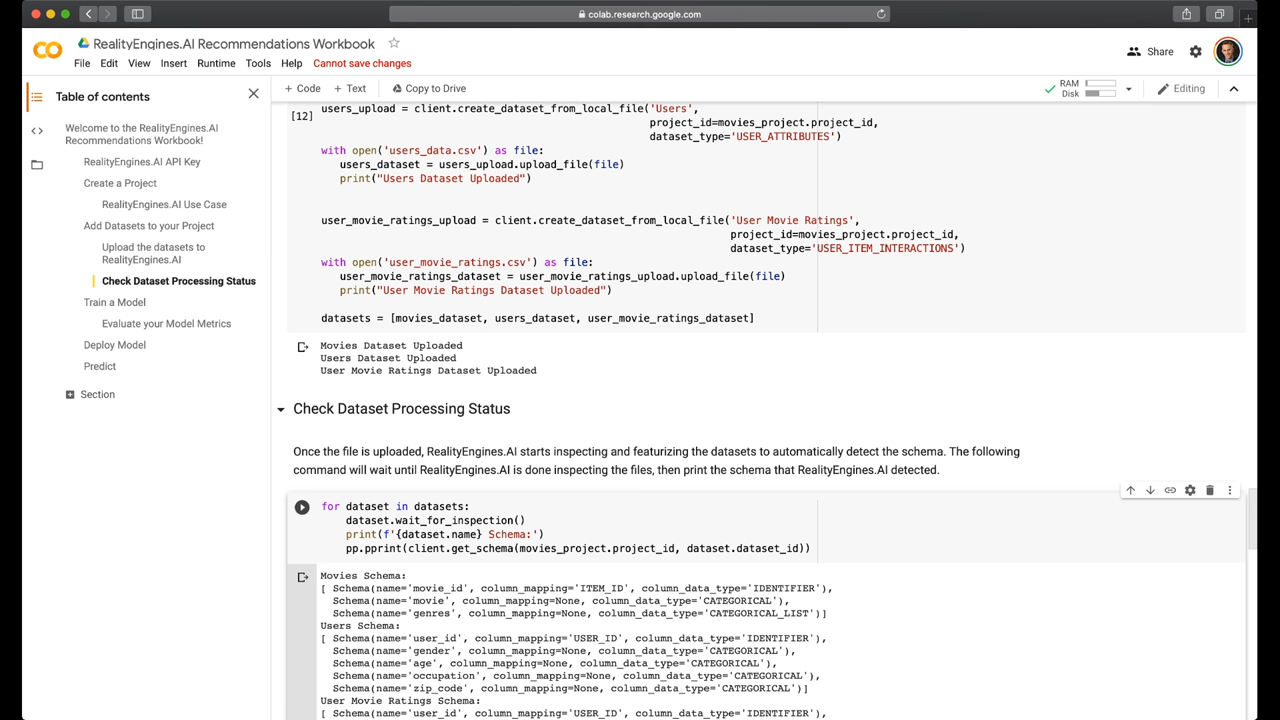 colab.research.google.com
RealityEngines.AI Recommendations Workbook
File Edit View Insert Runtime Tools Help Cannot save changes
Share
Table of contents
Welcome to the RealityEngines.AI
Recommendations Workbook!
RealityEngines.AI API Key
Create a Project
RealityEngines.AI Use Case
Add Datasets to your Project
Upload the datasets to
RealityEngines.AI
Check Dataset Processing Status
Train a Model
Evaluate your Model Metrics
Deploy Model
Predict
Section
+ Code + Text Copy to Drive
RAM
Disk
Editing
[12]
users_upload = client.create_dataset_from_local_file('Users',
project_id=movies_project.project_id,
dataset_type='USER_ATTRIBUTES')
with open('users_data.csv') as file:
users_dataset = users_upload.upload_file(file)
print("Users Dataset Uploaded")
user_movie_ratings_upload = client.create_dataset_from_local_file('User Movie Ratings',
project_id=movies_project.project_id,
dataset_type='USER_ITEM_INTERACTIONS')
with open('user_movie_ratings.csv') as file:
user_movie_ratings_dataset = user_movie_ratings_upload.upload_file(file)
print("User Movie Ratings Dataset Uploaded")
datasets = [movies_dataset, users_dataset, user_movie_ratings_dataset]
Movies Dataset Uploaded
Users Dataset Uploaded
User Movie Ratings Dataset Uploaded
Check Dataset Processing Status
Once the file is uploaded, RealityEngines.AI starts inspecting and featurizing the datasets to automatically detect the schema. The following
command will wait until RealityEngines.AI is done inspecting the files, then print the schema that RealityEngines.AI detected.
for dataset in datasets:
dataset.wait_for_inspection()
print(f'{dataset.name} Schema:')
pp.pprint(client.get_schema(movies_project.project_id, dataset.dataset_id))
Movies Schema:
[ Schema(name='movie_id', column_mapping='ITEM_ID', column_data_type='IDENTIFIER'),
Schema(name='movie', column_mapping=None, column_data_type='CATEGORICAL'),
Schema(name='genres', column_mapping=None, column_data_type='CATEGORICAL_LIST')]
Users Schema:
[ Schema(name='user_id', column_mapping='USER_ID', column_data_type='IDENTIFIER'),
Schema(name='gender', column_mapping=None, column_data_type='CATEGORICAL'),
Schema(name='age', column_mapping=None, column_data_type='CATEGORICAL'),
Schema(name='occupation', column_mapping=None, column_data_type='CATEGORICAL'),
Schema(name='zip_code', column_mapping=None, column_data_type='CATEGORICAL')]
User Movie Ratings Schema:
[ Schema(name='user_id', column_mapping='USER_ID', column_data_type='IDENTIFIER'),